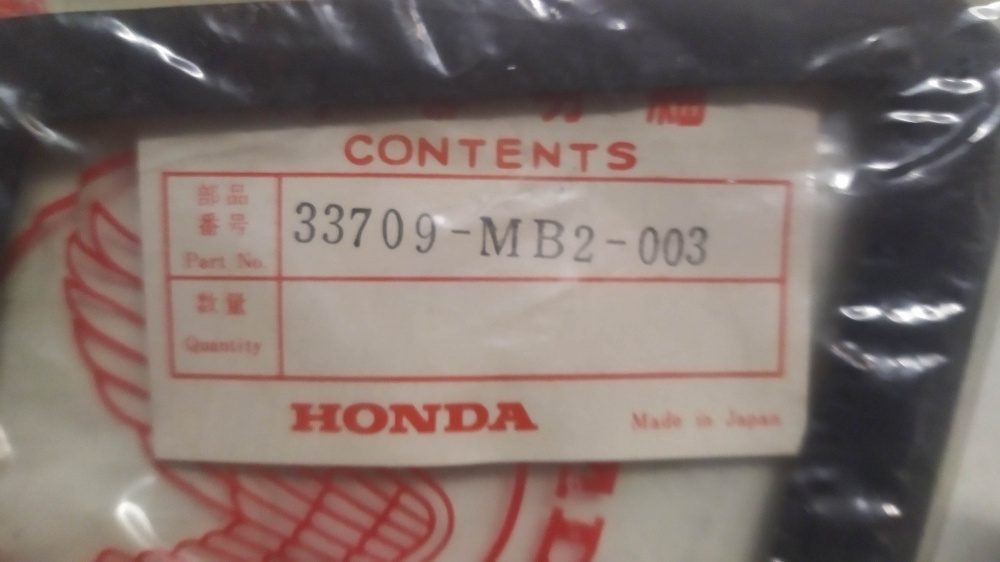 CONTENTS
部品
番号
Part No.
33709-MB2-003
数量
Quantity
HONDA
Made in Japan